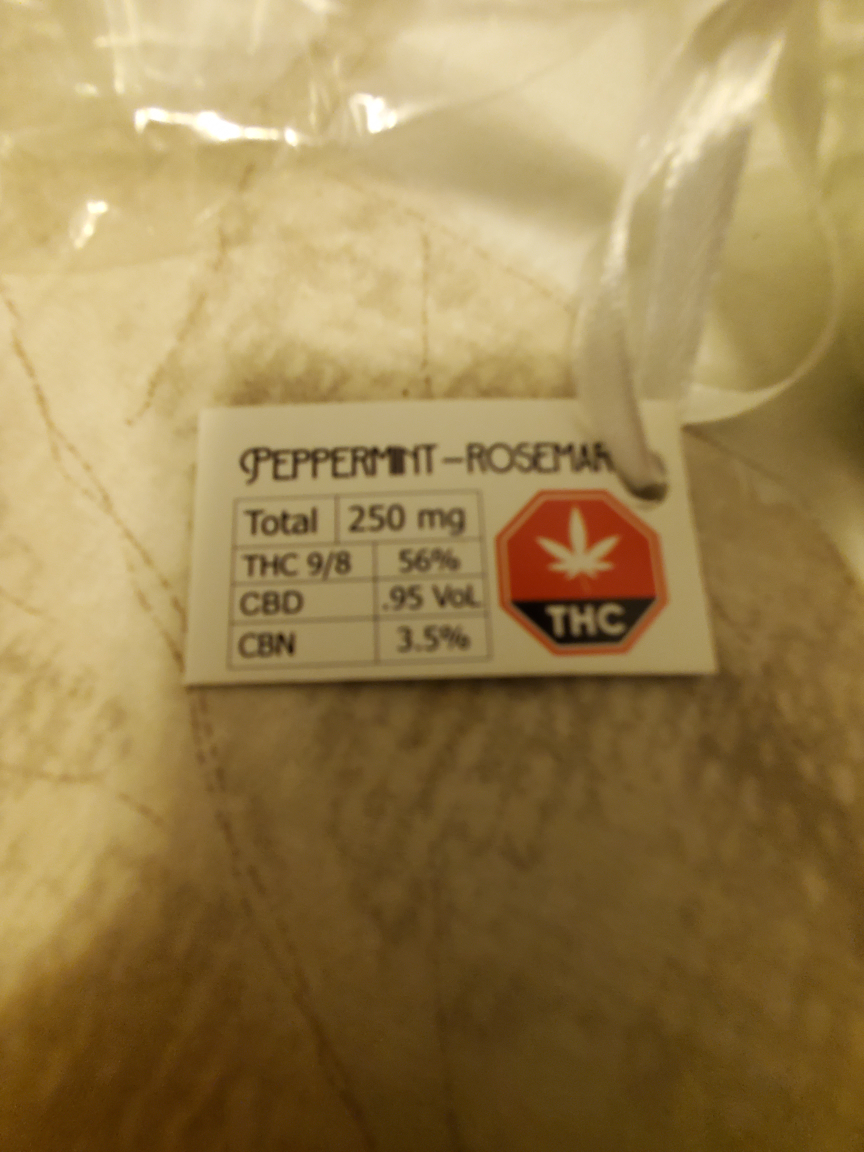 PEPPERMINT – ROSEMAR
Total 250 mg
THC 9/8 56%
CBD .95 Vol.
CBN 3.5%
THC